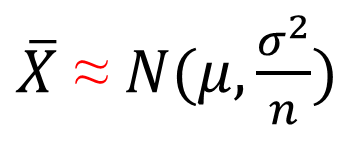 X̄ ≈ N(μ, σ²/n)